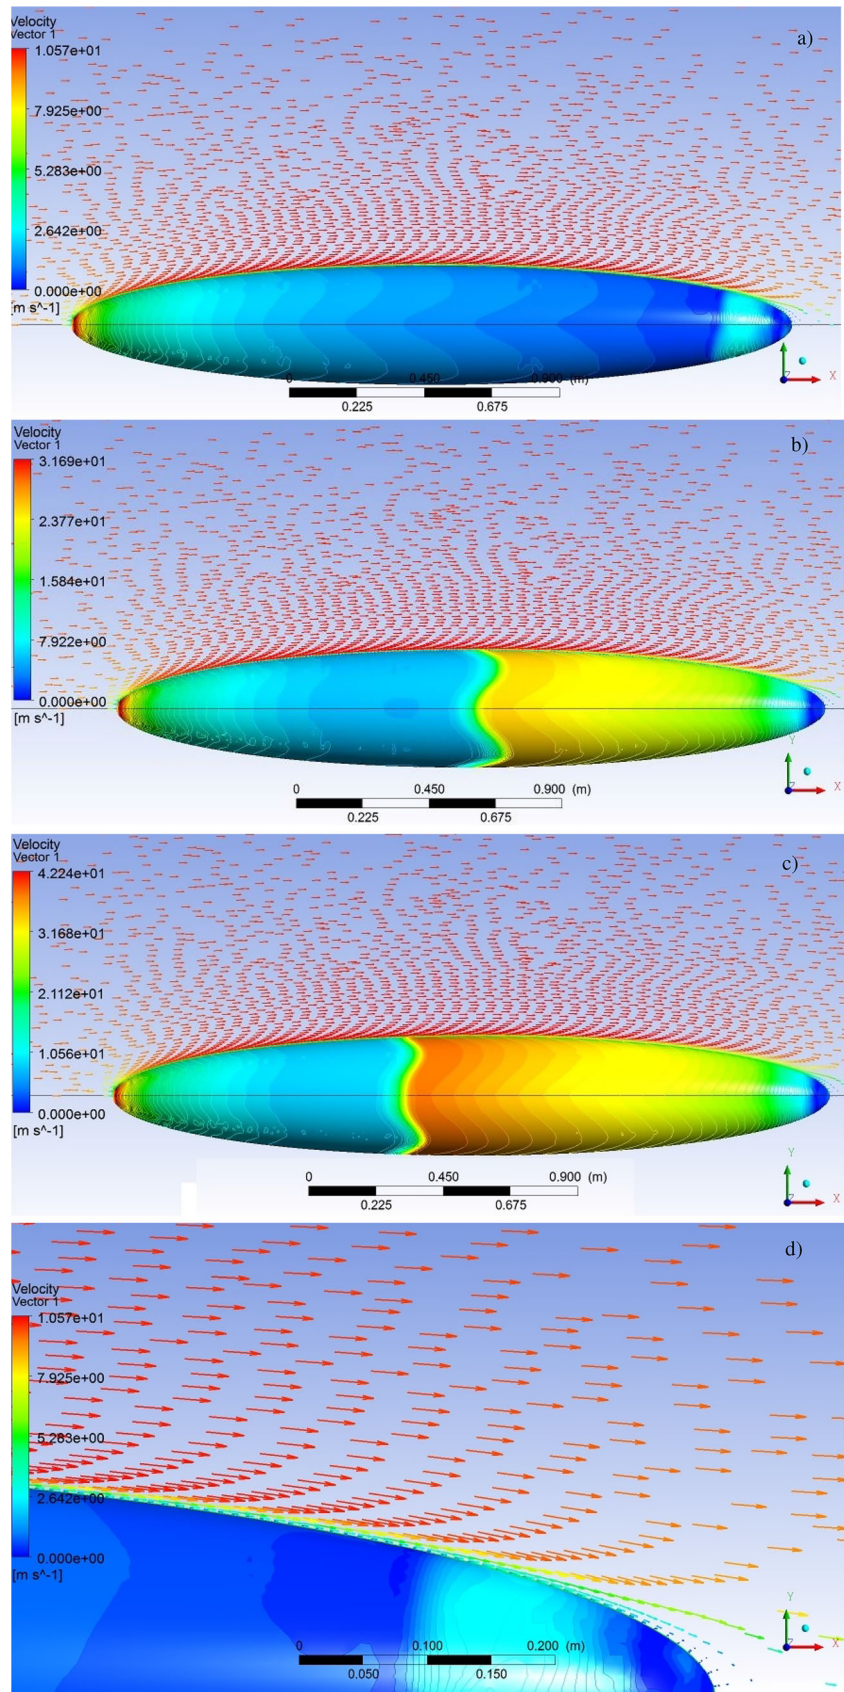 Velocity
Vector 1
a)
1.057e+01
7.925e+00
5.283e+00
2.642e+00
0.000e+00
[m s^-1]
Z
X
0 0.450 0.900 (m)
0.225 0.675
Velocity
Vector 1
b)
3.169e+01
2.377e+01
1.584e+01
7.922e+00
0.000e+00
[m s^-1]
Y
Z
X
0 0.450 0.900 (m)
0.225 0.675
Velocity
Vector 1
c)
4.224e+01
3.168e+01
2.112e+01
1.056e+01
0.000e+00
[m s^-1]
Y
Z
X
0 0.450 0.900 (m)
0.225 0.675
d)
Velocity
Vector 1
1.057e+01
7.925e+00
5.283e+00
2.642e+00
0.000e+00
[m s^-1]
Y
Z
X
0 0.100 0.200 (m)
0.050 0.150